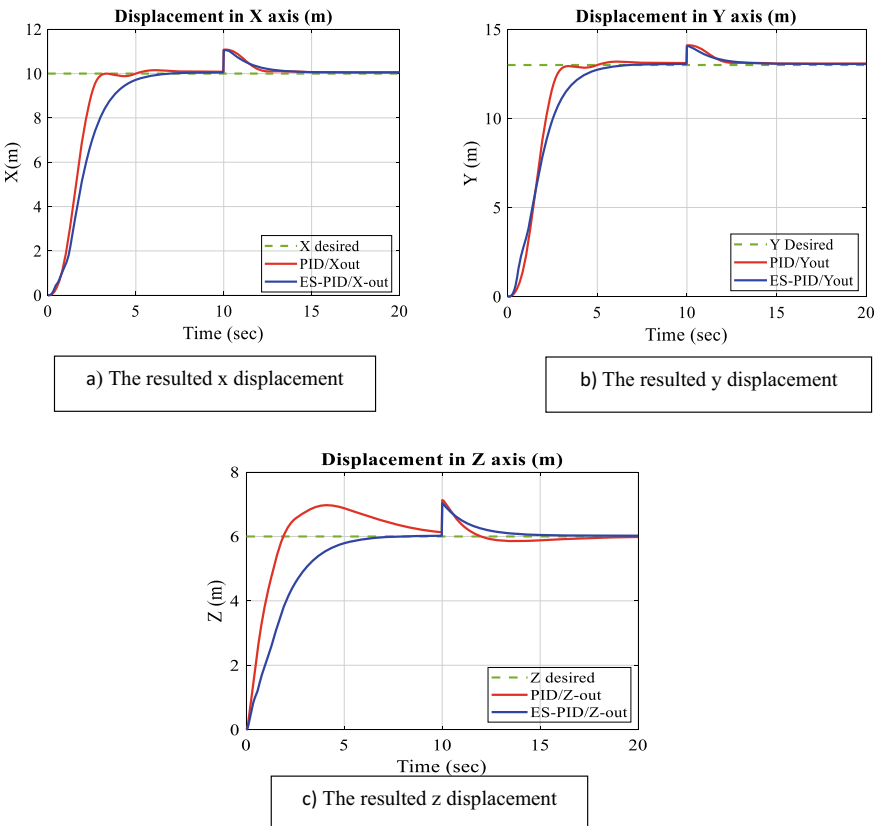 Displacement in X axis (m)
12
10
8
6
4
2
0
X(m)
X desired
PID/Xout
ES-PID/X-out
0 5 10 15 20
Time (sec)
a) The resulted x displacement
Displacement in Y axis (m)
15
10
5
0
Y (m)
Y Desired
PID/Yout
ES-PID/Yout
0 5 10 15 20
Time (sec)
b) The resulted y displacement
Displacement in Z axis (m)
8
6
4
2
0
Z (m)
Z desired
PID/Z-out
ES-PID/Z-out
0 5 10 15 20
Time (sec)
c) The resulted z displacement